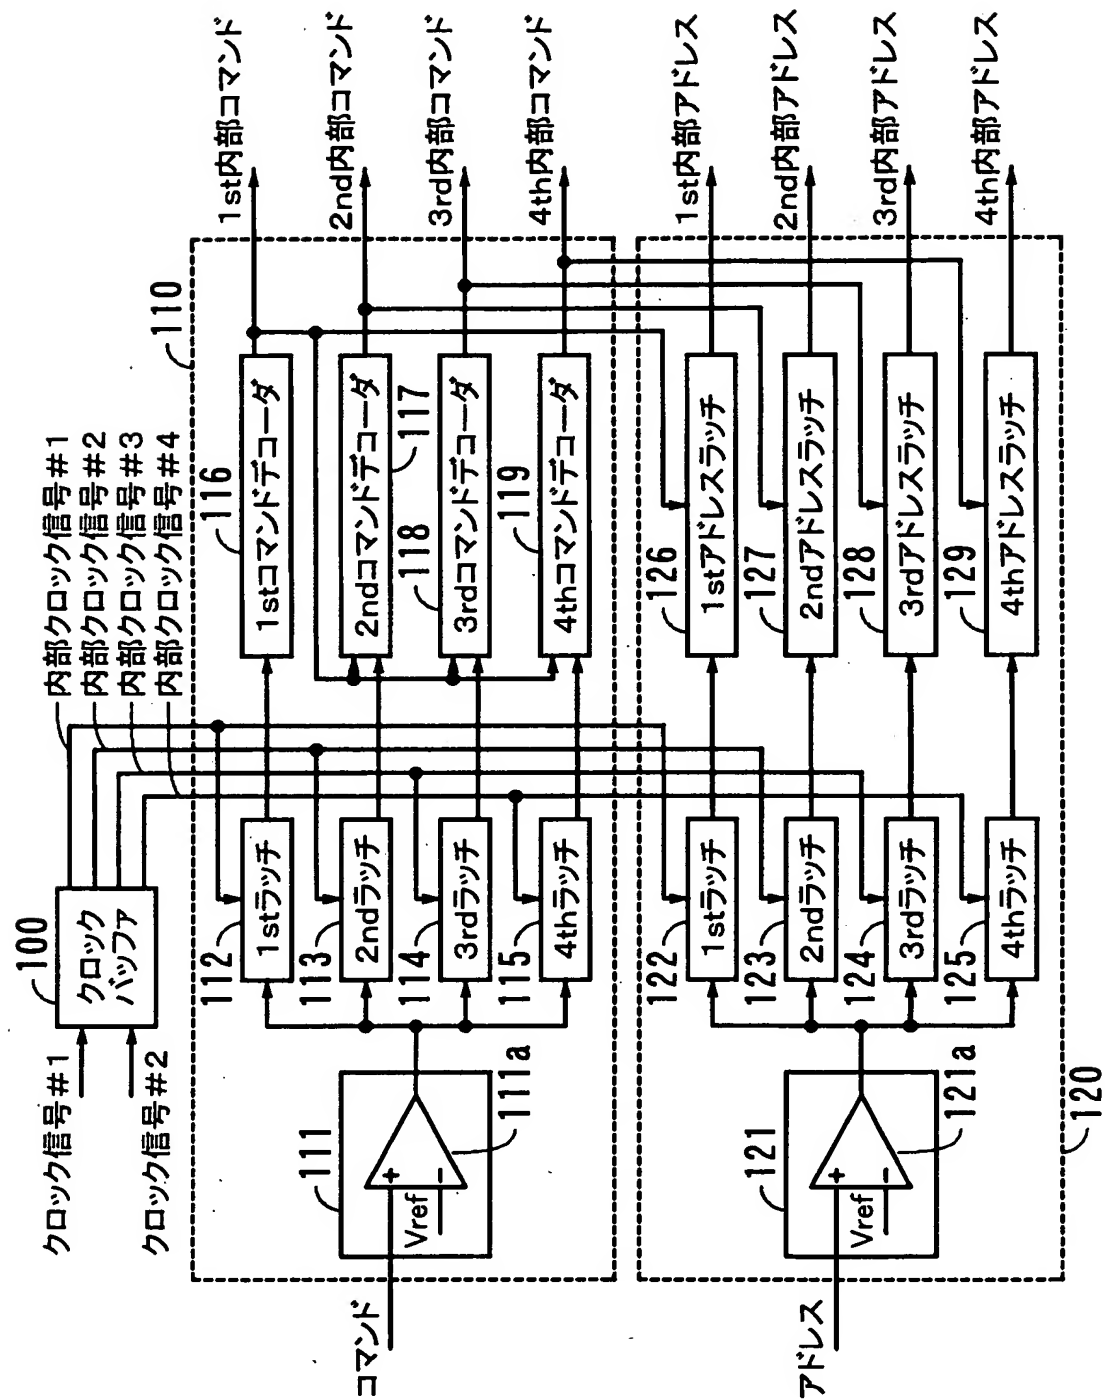 クロック信号#1
クロック信号#2
100
クロック
バッファ
内部クロック信号#1
内部クロック信号#2
内部クロック信号#3
内部クロック信号#4
110
コマンド
111
Vref
+
−
111a
112
1stラッチ
113
2ndラッチ
114
3rdラッチ
115
4thラッチ
116
1stコマンドデコーダ
2ndコマンドデコーダ
117
118
3rdコマンドデコーダ
119
4thコマンドデコーダ
1st内部コマンド
2nd内部コマンド
3rd内部コマンド
4th内部コマンド
アドレス
121
Vref
+
−
121a
120
122
1stラッチ
123
2ndラッチ
124
3rdラッチ
125
4thラッチ
126
1stアドレスラッチ
127
2ndアドレスラッチ
128
3rdアドレスラッチ
129
4thアドレスラッチ
1st内部アドレス
2nd内部アドレス
3rd内部アドレス
4th内部アドレス